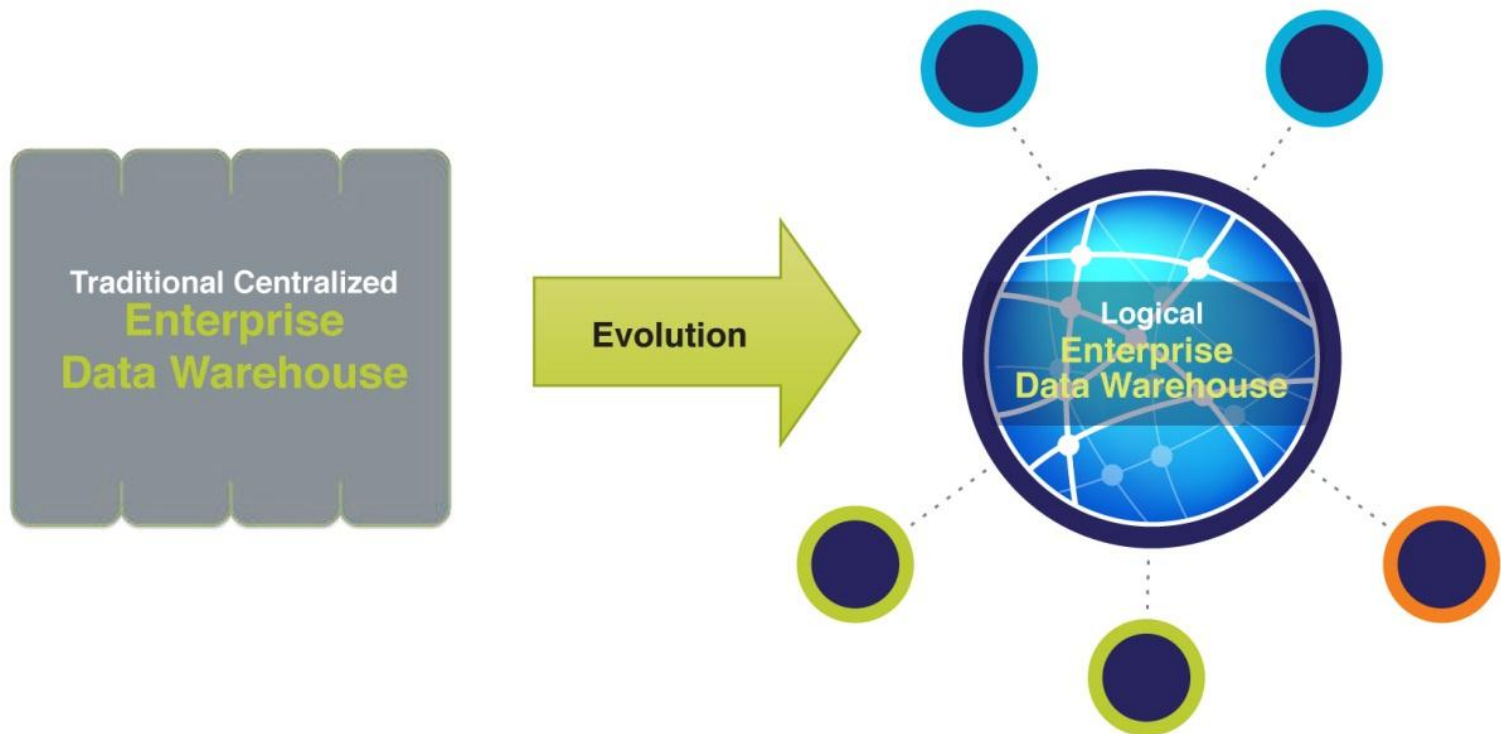 Traditional Centralized
Enterprise
Data Warehouse
Evolution
Logical
Enterprise
Data Warehouse